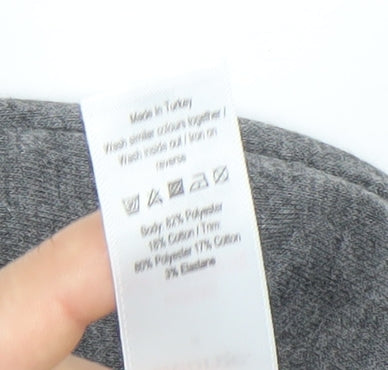 Made in Turkey
Wash similar colours together /
Wash inside out / Iron on
reverse
Body: 82% Polyester
18% Cotton / Trim:
80% Polyester 17% Cotton
3% Elastane